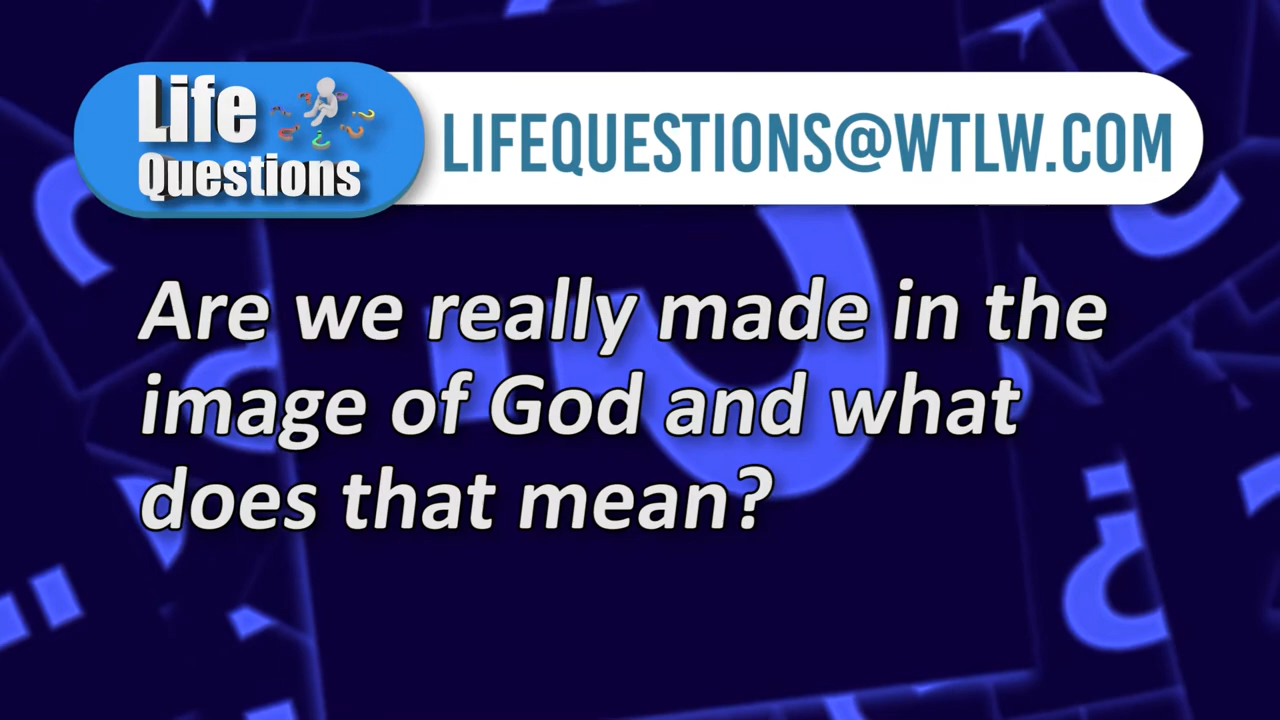 Life
Questions
LIFEQUESTIONS@WTLW.COM
Are we really made in the
image of God and what
does that mean?